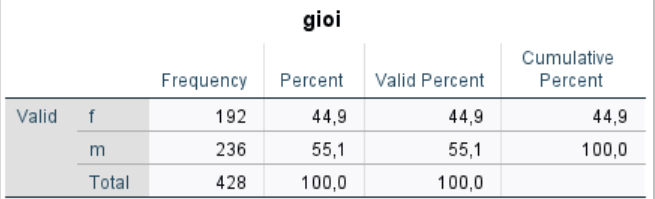 gioi
Frequency Percent Valid Percent Cumulative Percent
Valid f 192 44,9 44,9 44,9
m 236 55,1 55,1 100,0
Total 428 100,0 100,0